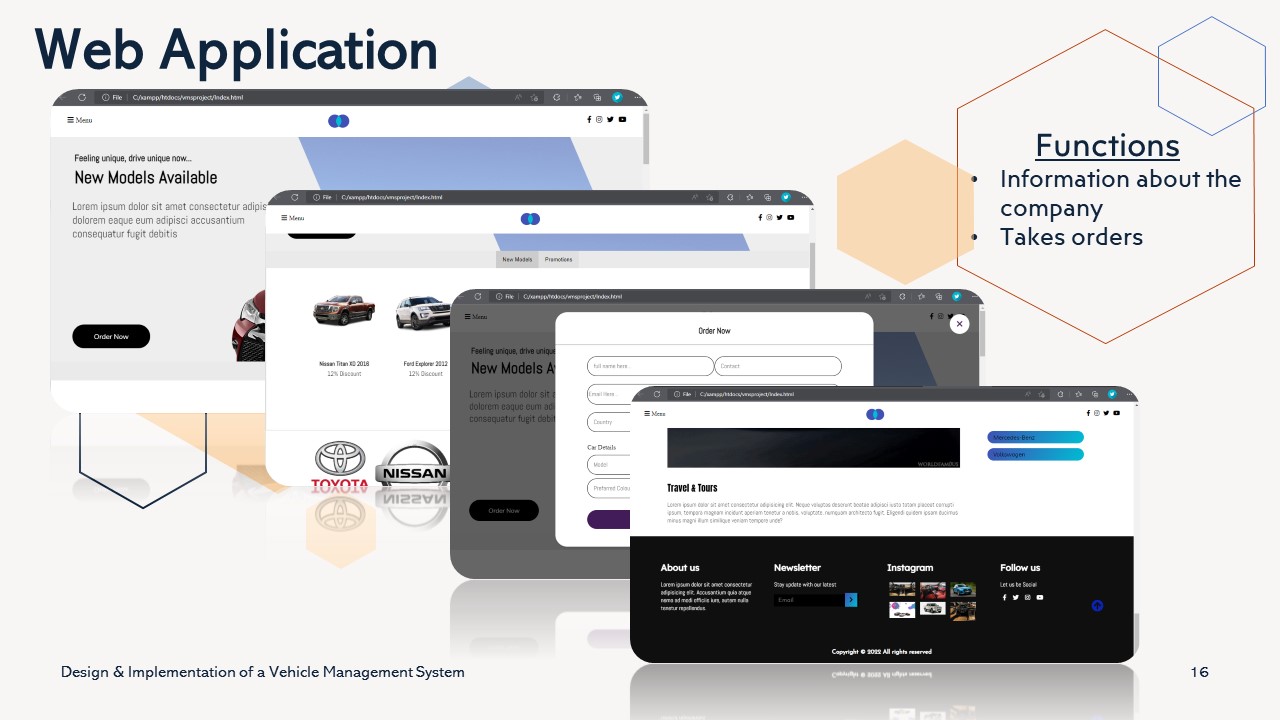 Web Application
File C:/xampp/htdocs/vmsproject/Index.html
Menu
Feeling unique, drive unique now...
New Models Available
Lorem ipsum dolor sit amet consectetur adipis
dolorem eaque eum adipisci accusantium
consequatur fugit debitis
Order Now
File C:/xampp/htdocs/vmsproject/Index.html
Menu
New Models Promotions
Nissan Titan XD 2016 Ford Explorer 2012
12% Discount 12% Discount
TOYOTA NISSAN
File C:/xampp/htdocs/vmsproject/Index.html
Menu
Feeling unique, drive unique
New Models A
Lorem ipsum dolor sit
dolorem eaque eum ad
consequatur fugit debit
Order Now
Order Now
full name here... Contact
Email Here...
Country
Car Details
Model
Preferred Colou
File C:/xampp/htdocs/vmsproject/Index.html
Menu
Mercedes-Benz
Volkswagen
Travel & Tours
Lorem ipsum dolor sit amet consectetur adipisicing elit. Neque voluptas deserunt beatae adipisci iusto totam placeat corrupti
ipsum, tempora magnam incidunt aperiam tenetur a nobis, voluptate, numquam architecto fugit. Eligendi quidem ipsam ducimus
minus magni illum similique veniam tempore unde?
About us
Lorem ipsum dolor sit amet consectetur
adipisicing elit. Accusantium quia atque
nemo ad modi officiis iure, autem nulla
tenetur repellendus.
Newsletter
Stay update with our latest
Email
Instagram
Follow us
Let us be Social
Copyright © 2022 All rights reserved
Functions
• Information about the
company
• Takes orders
Design & Implementation of a Vehicle Management System
16